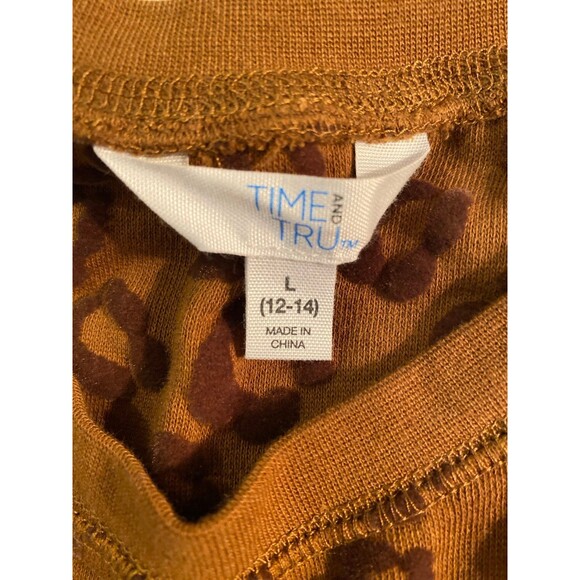 TIME AND
TRU™
L
(12-14)
MADE IN
CHINA